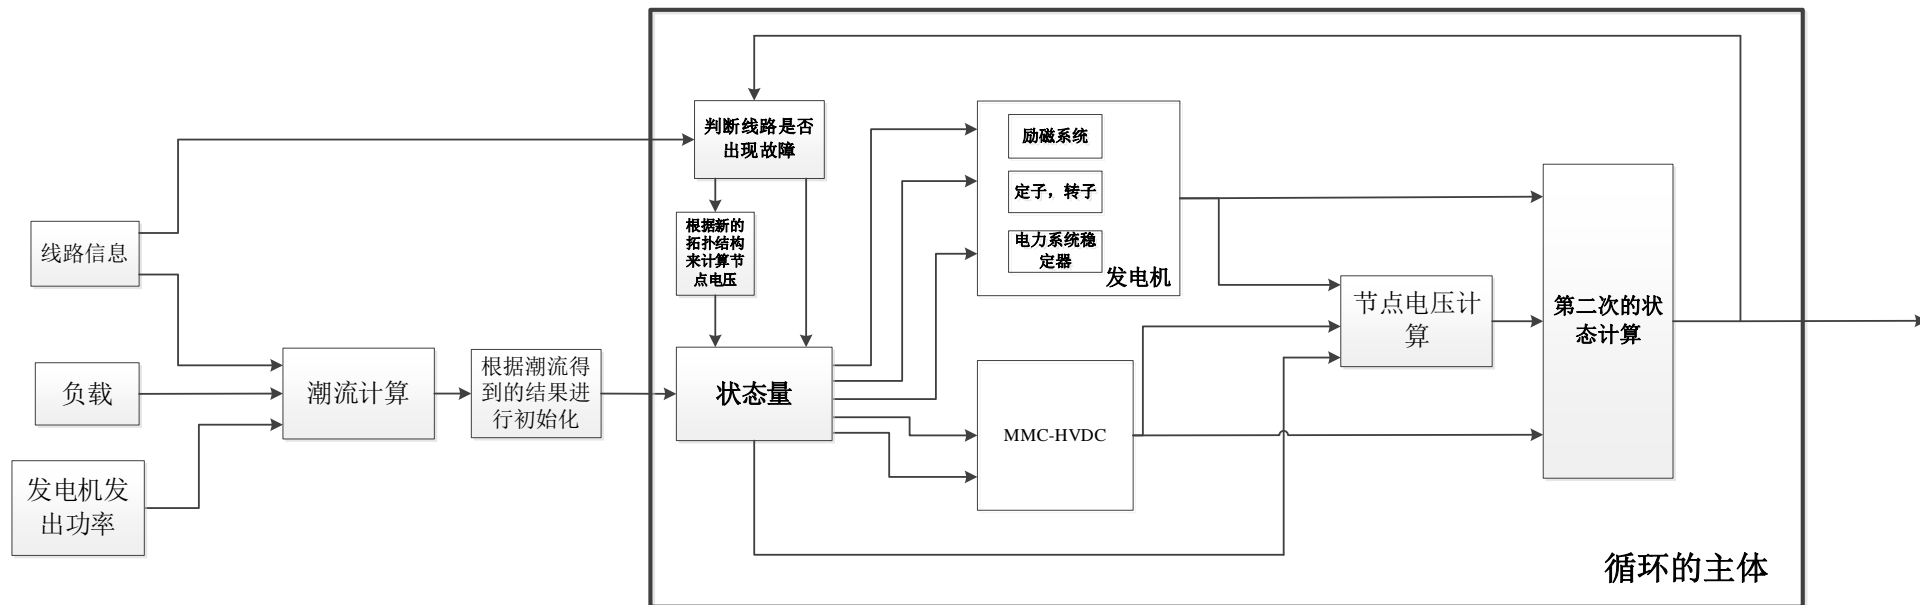 线路信息
负载
发电机发
出功率
潮流计算
根据潮流得
到的结果进
行初始化
判断线路是否
出现故障
根据新的
拓扑结构
来计算节
点电压
状态量
励磁系统
定子，转子
电力系统稳
定器
发电机
MMC-HVDC
节点电压计
算
第二次的状
态计算
循环的主体